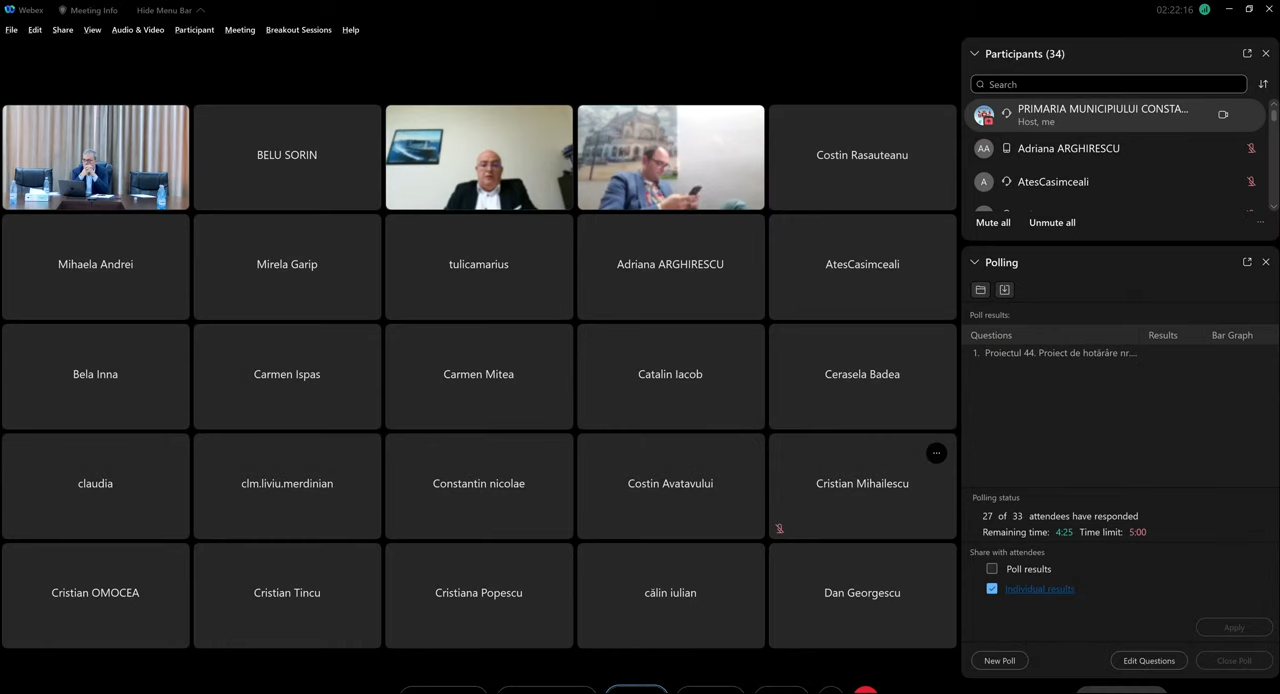 Webex
Meeting Info
Hide Menu Bar
02:22:16
File
Edit
Share
View
Audio & Video
Participant
Meeting
Breakout Sessions
Help
BELU SORIN
Costin Rasauteanu
Mihaela Andrei
Mirela Garip
tulicamarius
Adriana ARGHIRESCU
AtesCasimceali
Bela Inna
Carmen Ispas
Carmen Mitea
Catalin Iacob
Cerasela Badea
claudia
clm.liviu.merdinian
Constantin nicolae
Costin Avatavului
Cristian Mihailescu
Cristian OMOCEA
Cristian Tincu
Cristiana Popescu
călin iulian
Dan Georgescu
Participants (34)
Search
PRIMARIA MUNICIPIULUI CONSTA...
Host, me
AA
Adriana ARGHIRESCU
A
AtesCasimceali
Mute all
Unmute all
Polling
Poll results:
Questions
Results
Bar Graph
1. Proiectul 44. Proiect de hotărâre nr....
Polling status
27 of 33 attendees have responded
Remaining time: 4:25 Time limit: 5:00
Share with attendees
Poll results
Individual results
Apply
New Poll
Edit Questions
Close Poll